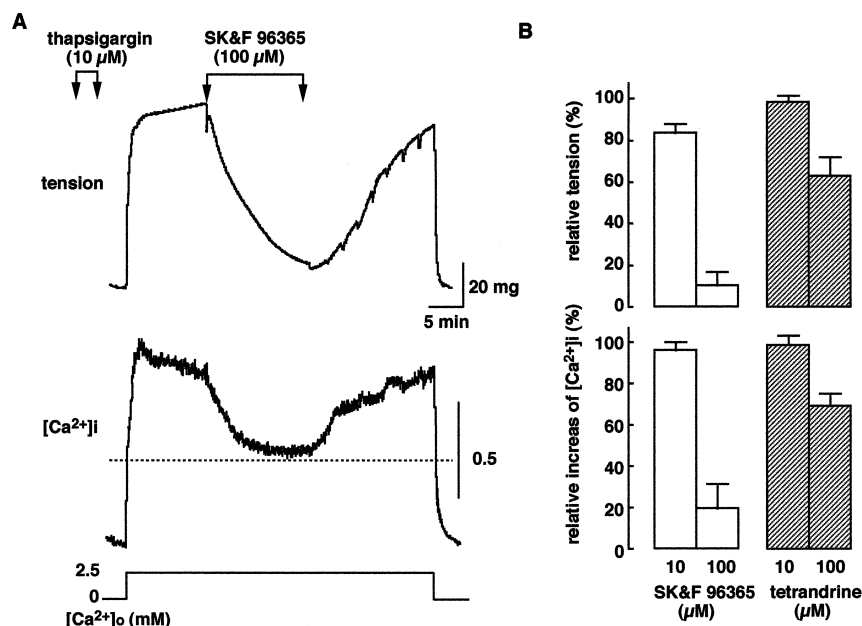 A
B
thapsigargin
(10 µM)
SK&F 96365
(100 µM)
tension
20 mg
5 min
[Ca²⁺]i
0.5
2.5
0
[Ca²⁺]o (mM)
relative tension (%)
100
80
60
40
20
0
relative increas of [Ca²⁺]i (%)
100
80
60
40
20
0
10 100 10 100
SK&F 96365 tetrandrine
(µM) (µM)